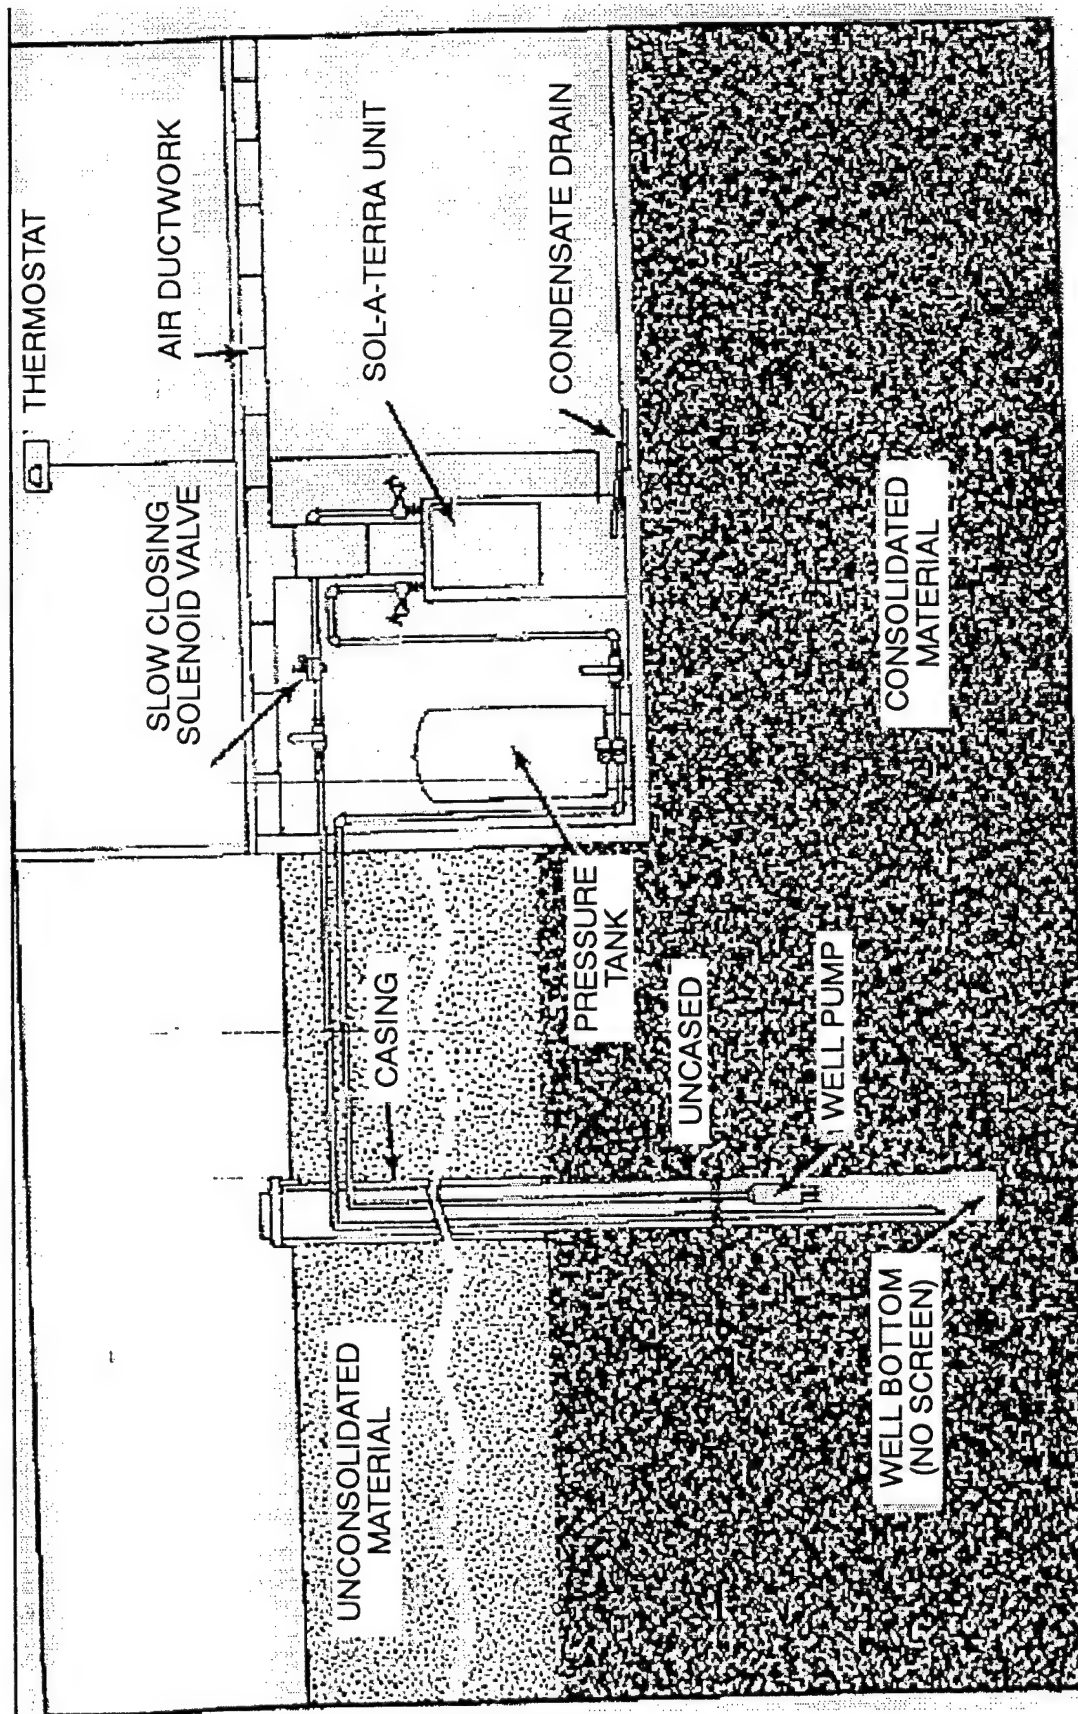 THERMOSTAT
AIR DUCTWORK
SLOW CLOSING
SOLENOID VALVE
SOL-A-TERRA UNIT
CONDENSATE DRAIN
CASING
PRESSURE
TANK
UNCONSOLIDATED
MATERIAL
UNCASED
WELL PUMP
CONSOLIDATED
MATERIAL
WELL BOTTOM
(NO SCREEN)